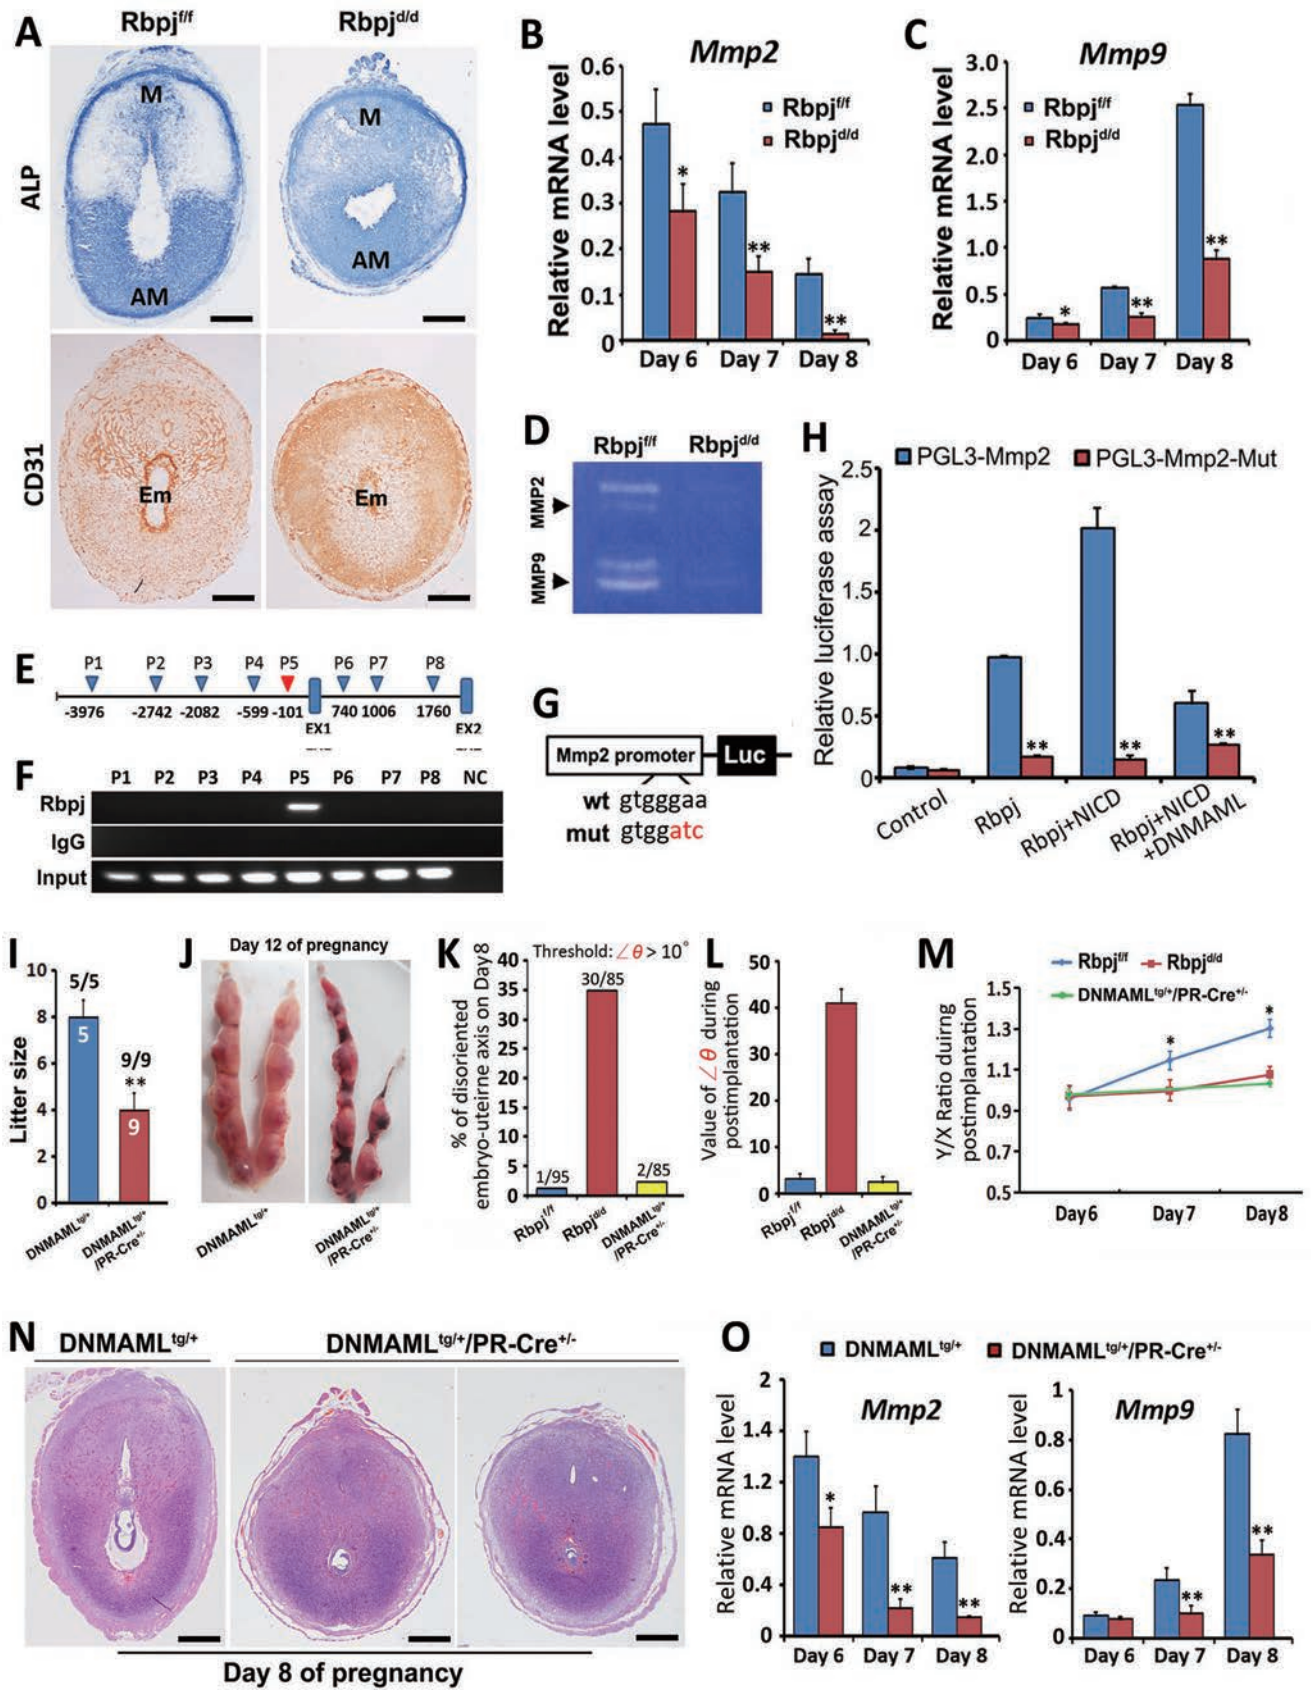 A
Rbpjf/f
Rbpjd/d
ALP
M
AM
M
AM
CD31
Em
Em
B
Mmp2
Relative mRNA level
0.6
0.5
0.4
0.3
0.2
0.1
0
Rbpjf/f
Rbpjd/d
*
**
**
Day 6
Day 7
Day 8
C
Mmp9
Relative mRNA level
3.0
2.5
2.0
1.5
1.0
0.5
0
Rbpjf/f
Rbpjd/d
*
**
**
Day 6
Day 7
Day 8
D
Rbpjf/f
Rbpjd/d
MMP2
MMP9
E
P1 P2 P3 P4 P5 P6 P7 P8
-3976 -2742 -2082 -599 -101 740 1006 1760
EX1 EX2
F
P1 P2 P3 P4 P5 P6 P7 P8 NC
Rbpj
IgG
Input
G
Mmp2 promoter
Luc
wt gtgggaa
mut gtggatc
H
PGL3-Mmp2
PGL3-Mmp2-Mut
Relative luciferase assay
2.5
2
1.5
1.0
0.5
0
**
**
**
Control
Rbpj
Rbpj+NICD
Rbpj+NICD
+DNMAML
I
Litter size
10
8
6
4
2
0
5/5
5
9/9
**
9
DNMAMLtg/+
DNMAMLtg/+
/PR-Cre+/-
J
Day 12 of pregnancy
DNMAMLtg/+
DNMAMLtg/+
/PR-Cre+/-
K
Threshold: ∠θ > 10°
% of disoriented
embryo-uteirne axis on Day8
40
35
30
25
20
15
10
5
0
1/95
30/85
2/85
Rbpjf/f
Rbpjd/d
DNMAMLtg/+
/PR-Cre+/-
L
Value of ∠θ during
postimplantation
50
40
30
20
10
0
Rbpjf/f
Rbpjd/d
DNMAMLtg/+
/PR-Cre+/-
M
Rbpjf/f
Rbpjd/d
DNMAMLtg/+/PR-Cre+/-
Y/X Ratio duirng
postimplantation
1.5
1.3
1.1
0.9
0.7
0.5
*
*
Day6
Day7
Day8
N
DNMAMLtg/+
DNMAMLtg/+/PR-Cre+/-
Day 8 of pregnancy
O
DNMAMLtg/+
DNMAMLtg/+/PR-Cre+/-
Mmp2
Relative mRNA level
2
1.4
1.2
0.8
0.4
0
*
**
**
Day 6
Day 7
Day 8
Mmp9
Relative mRNA level
1
0.8
0.6
0.4
0.2
0
**
**
Day 6
Day 7
Day 8